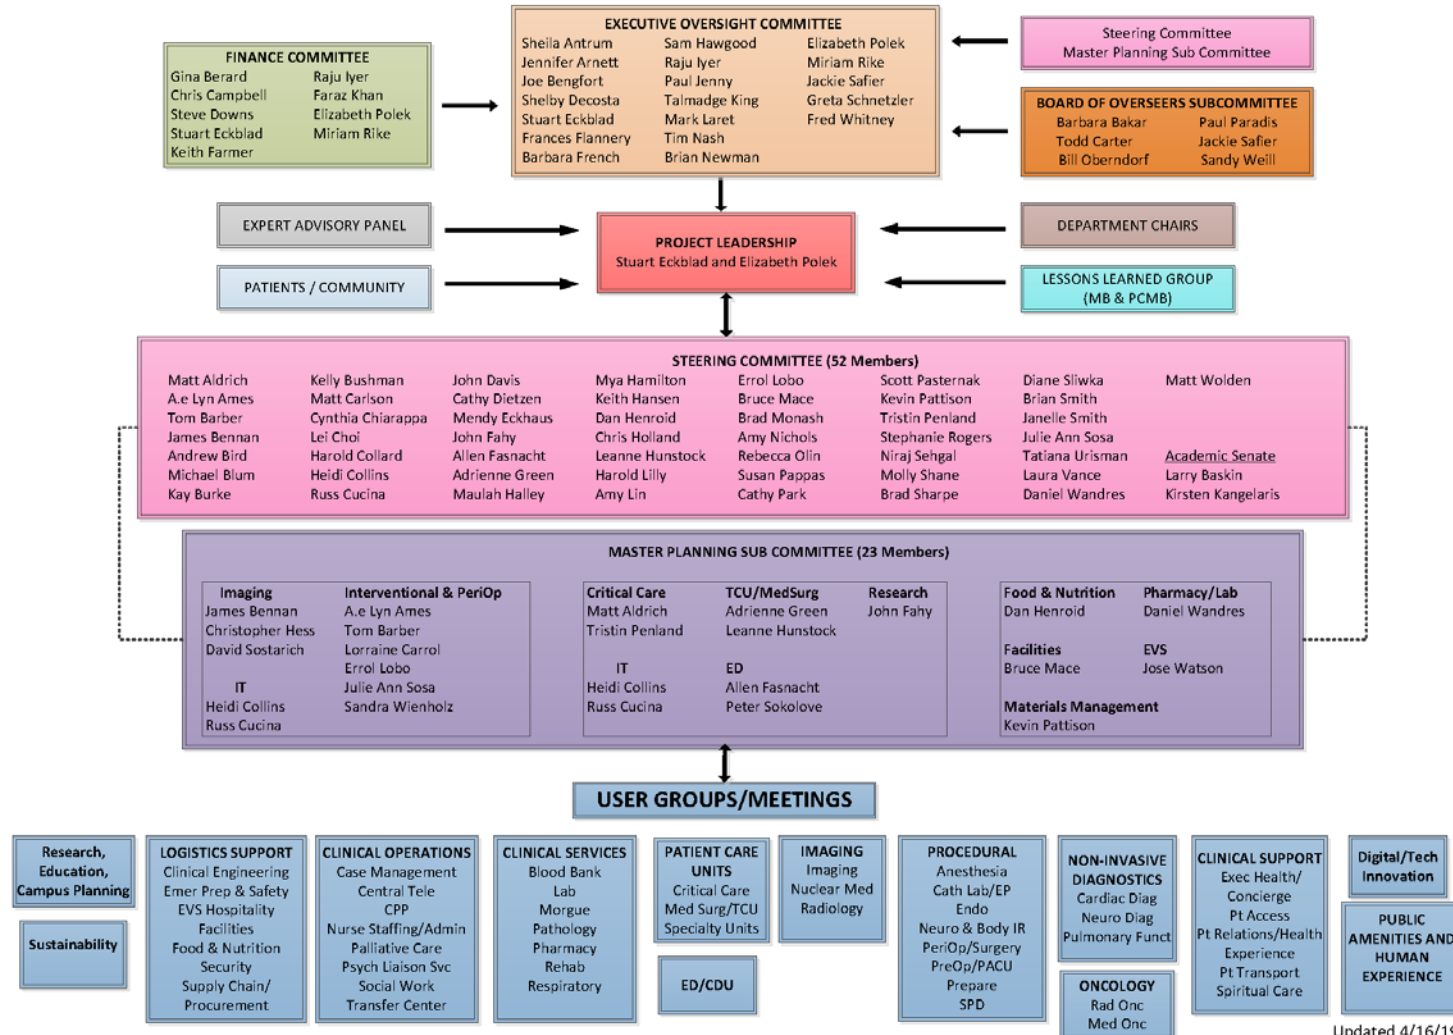 EXECUTIVE OVERSIGHT COMMITTEE
Sheila Antrum Sam Hawgood Elizabeth Polek
Jennifer Arnett Raju Iyer Miriam Rike
Joe Bengfort Paul Jenny Jackie Safier
Shelby Decosta Talmadge King Greta Schnetzler
Stuart Eckblad Mark Laret Fred Whitney
Frances Flannery Tim Nash
Barbara French Brian Newman
FINANCE COMMITTEE
Gina Berard Raju Iyer
Chris Campbell Faraz Khan
Steve Downs Elizabeth Polek
Stuart Eckblad Miriam Rike
Keith Farmer
Steering Committee
Master Planning Sub Committee
BOARD OF OVERSEERS SUBCOMMITTEE
Barbara Bakar Paul Paradis
Todd Carter Jackie Safier
Bill Oberndorf Sandy Weill
EXPERT ADVISORY PANEL
PATIENTS / COMMUNITY
PROJECT LEADERSHIP
Stuart Eckblad and Elizabeth Polek
DEPARTMENT CHAIRS
LESSONS LEARNED GROUP
(MB & PCMB)
STEERING COMMITTEE (52 Members)
Matt Aldrich Kelly Bushman John Davis Mya Hamilton Errol Lobo Scott Pasternak Diane Sliwka Matt Wolden
A.e Lyn Ames Matt Carlson Cathy Dietzen Keith Hansen Bruce Mace Kevin Pattison Brian Smith
Tom Barber Cynthia Chiarappa Mendy Eckhaus Dan Henroid Brad Monash Tristin Penland Janelle Smith
James Bennan Lei Choi John Fahy Chris Holland Amy Nichols Stephanie Rogers Julie Ann Sosa
Andrew Bird Harold Collard Allen Fasnacht Leanne Hunstock Rebecca Olin Niraj Sehgal Tatiana Urisman Academic Senate
Michael Blum Heidi Collins Adrienne Green Harold Lilly Susan Pappas Molly Shane Laura Vance Larry Baskin
Kay Burke Russ Cucina Maulah Halley Amy Lin Cathy Park Brad Sharpe Daniel Wandres Kirsten Kangelaris
MASTER PLANNING SUB COMMITTEE (23 Members)
Imaging
James Bennan
Christopher Hess
David Sostarich
IT
Heidi Collins
Russ Cucina
Interventional & PeriOp
A.e Lyn Ames
Tom Barber
Lorraine Carrol
Errol Lobo
Julie Ann Sosa
Sandra Wienholz
Critical Care
Matt Aldrich
Tristin Penland
IT
Heidi Collins
Russ Cucina
TCU/MedSurg
Adrienne Green
Leanne Hunstock
ED
Allen Fasnacht
Peter Sokolove
Research
John Fahy
Food & Nutrition
Dan Henroid
Facilities
Bruce Mace
Materials Management
Kevin Pattison
Pharmacy/Lab
Daniel Wandres
EVS
Jose Watson
USER GROUPS/MEETINGS
Research,
Education,
Campus Planning
Sustainability
LOGISTICS SUPPORT
Clinical Engineering
Emer Prep & Safety
EVS Hospitality
Facilities
Food & Nutrition
Security
Supply Chain/
Procurement
CLINICAL OPERATIONS
Case Management
Central Tele
CPP
Nurse Staffing/Admin
Palliative Care
Psych Liaison Svc
Social Work
Transfer Center
CLINICAL SERVICES
Blood Bank
Lab
Morgue
Pathology
Pharmacy
Rehab
Respiratory
PATIENT CARE
UNITS
Critical Care
Med Surg/TCU
Specialty Units
ED/CDU
IMAGING
Imaging
Nuclear Med
Radiology
PROCEDURAL
Anesthesia
Cath Lab/EP
Endo
Neuro & Body IR
PeriOp/Surgery
PreOp/PACU
Prepare
SPD
NON-INVASIVE
DIAGNOSTICS
Cardiac Diag
Neuro Diag
Pulmonary Funct
ONCOLOGY
Rad Onc
Med Onc
CLINICAL SUPPORT
Exec Health/
Concierge
Pt Access
Pt Relations/Health
Experience
Pt Transport
Spiritual Care
Digital/Tech
Innovation
PUBLIC
AMENITIES AND
HUMAN
EXPERIENCE
Updated 4/16/19